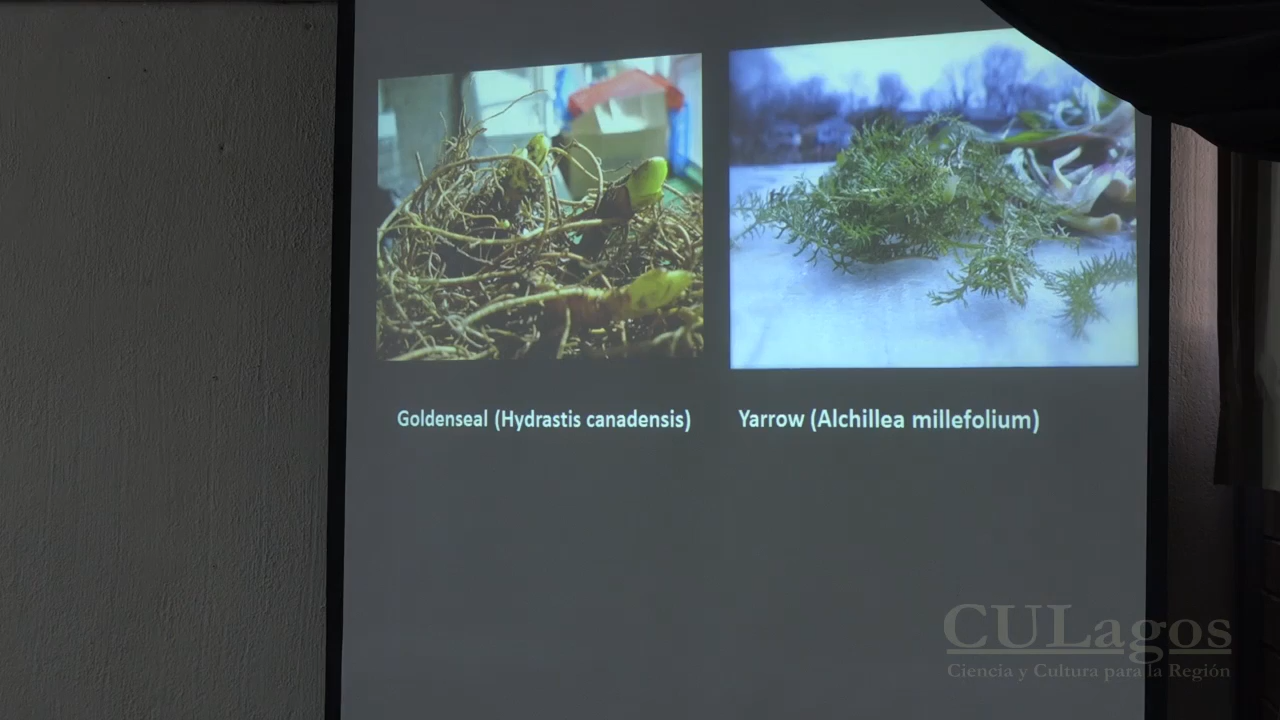 Goldenseal (Hydrastis canadensis)
Yarrow (Alchillea millefolium)
CULagos
Ciencia y Cultura para la Región